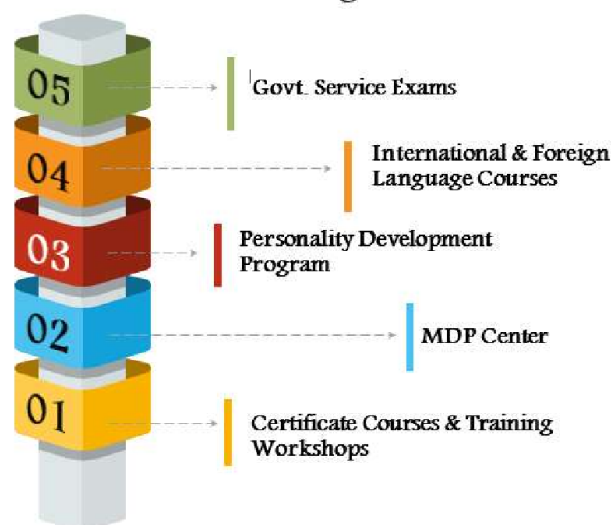 05
Govt. Service Exams
04
International & Foreign
Language Courses
03
Personality Development
Program
02
MDP Center
01
Certificate Courses & Training
Workshops